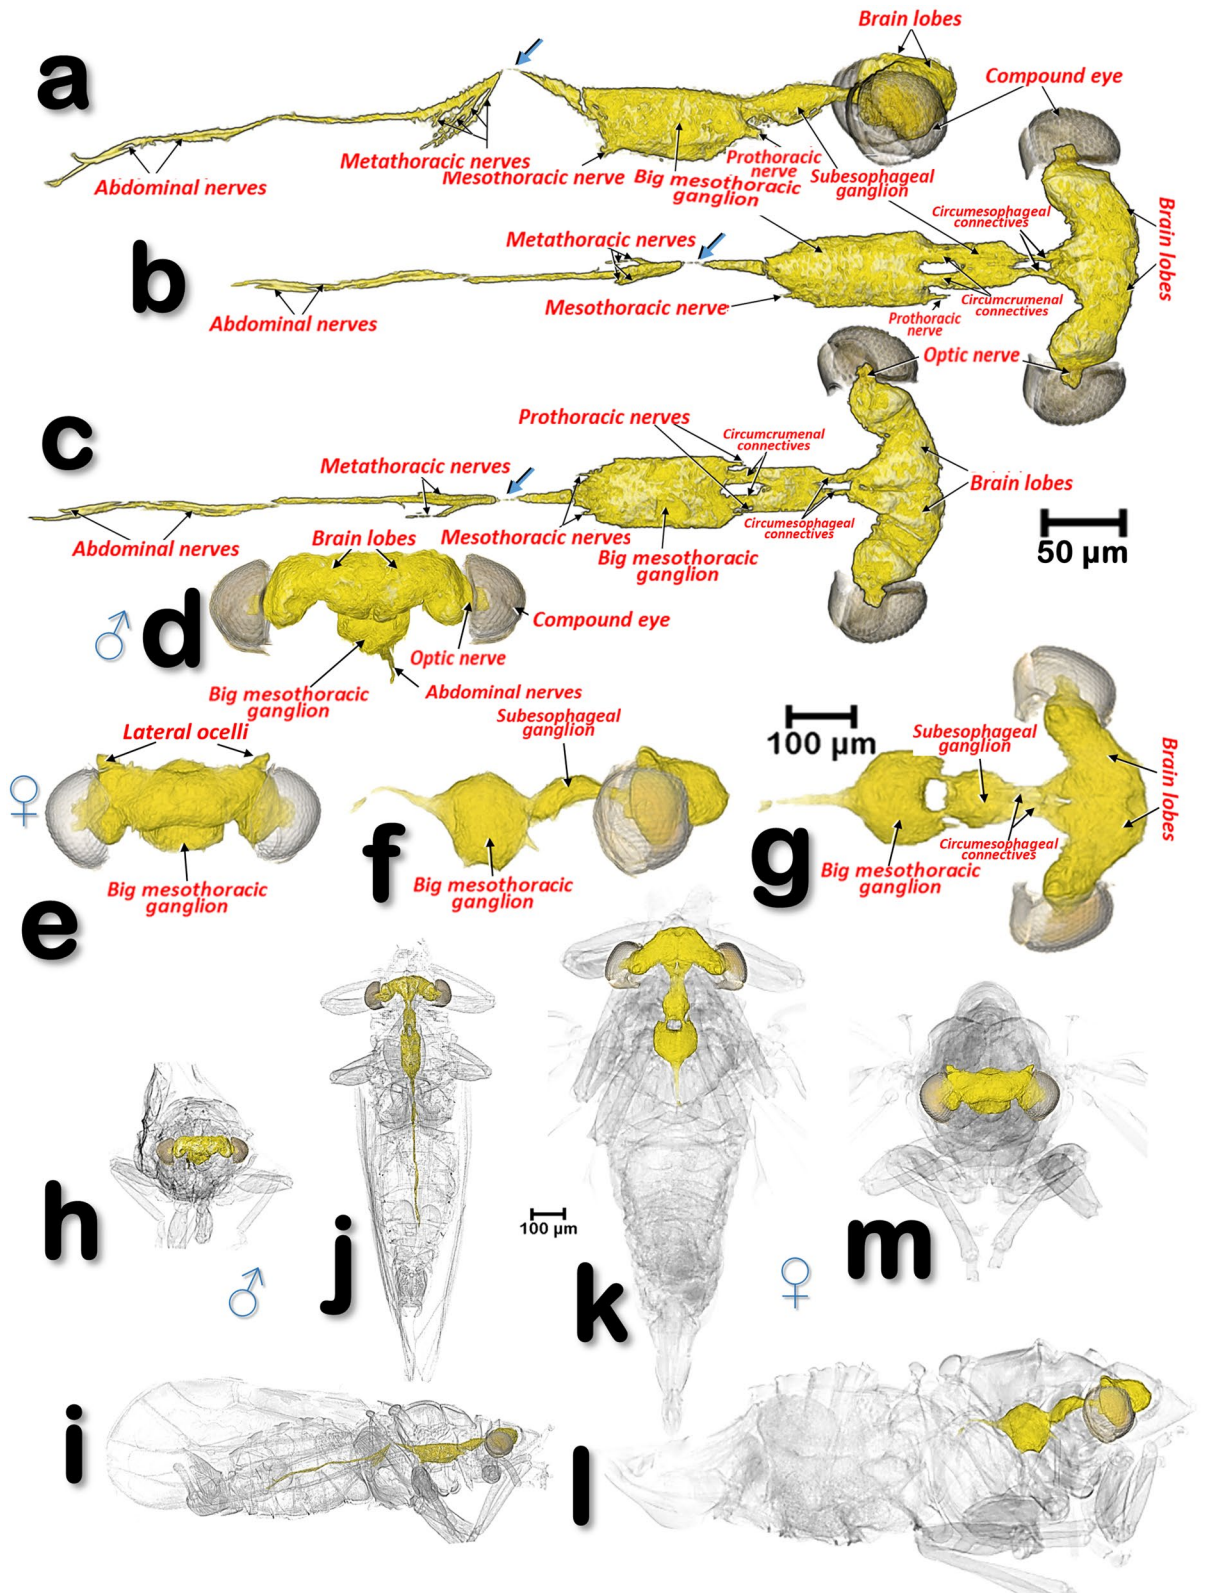 a
Brain lobes
Compound eye
Metathoracic nerves
Mesothoracic nerve
Prothoracic
nerve
Big mesothoracic
ganglion
Subesophageal
ganglion
Abdominal nerves
b
Metathoracic nerves
Circumesophageal
connectives
Brain lobes
Mesothoracic nerve
Circumcrumenal
connectives
Prothoracic
nerve
Abdominal nerves
Optic nerve
c
Prothoracic nerves
Circumcrumenal
connectives
Metathoracic nerves
Brain lobes
Abdominal nerves
Mesothoracic nerves
Circumesophageal
connectives
Big mesothoracic
ganglion
50 µm
Brain lobes
d
Compound eye
Optic nerve
Big mesothoracic
ganglion
Abdominal nerves
Lateral ocelli
Big mesothoracic
ganglion
e
Subesophageal
ganglion
f
Big mesothoracic
ganglion
100 µm
Subesophageal
ganglion
Brain lobes
g
Circumesophageal
connectives
Big mesothoracic
ganglion
h
j
100 µm
k
m
i
l